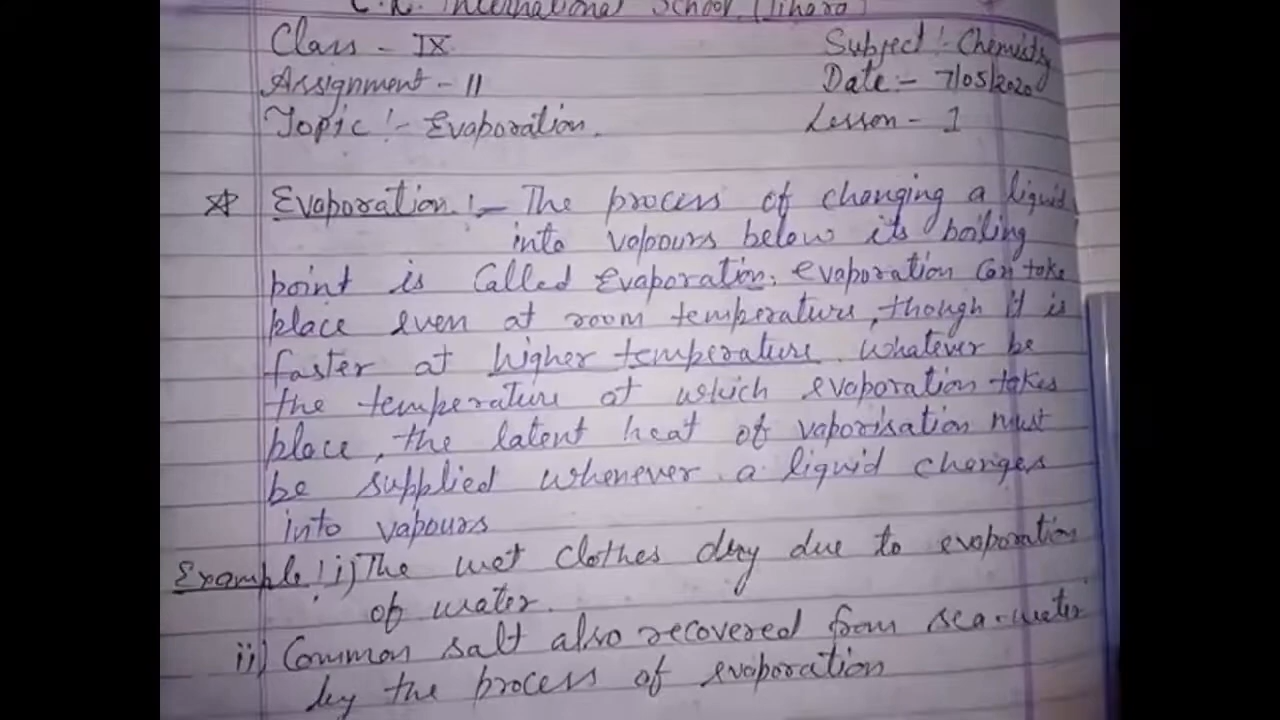 International School
Class - IX
Subject :- Chemistry
Assignment - 11
Date :- 7/05/2020
Topic :- Evaporation.
Lesson - 1
Evaporation :- The process of changing a liquid
into vapours below its boiling
point is called Evaporation. evaporation can take
place even at room temperature, though it is
faster at higher temperature. Whatever be
the temperature at which evaporation takes
place, the latent heat of vaporisation must
be supplied whenever a liquid changes
into vapours
Example :i) The wet clothes dry due to evaporation
of water.
ii) Common salt also recovered from sea-water
by the process of evaporation